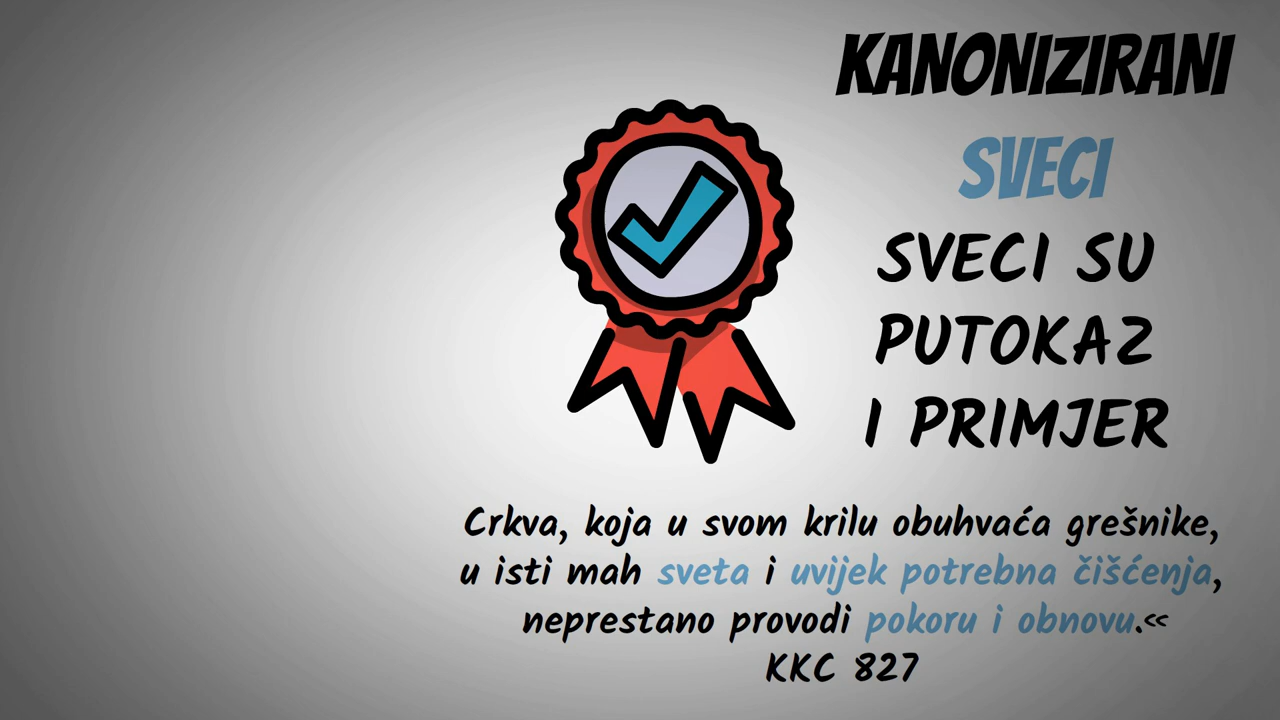 KANONIZIRANI
SVECI
SVECI SU
PUTOKAZ
I PRIMJER
Crkva, koja u svom krilu obuhvaća grešnike,
u isti mah sveta i uvijek potrebna čišćenja,
neprestano provodi pokoru i obnovu.<<
KKC 827